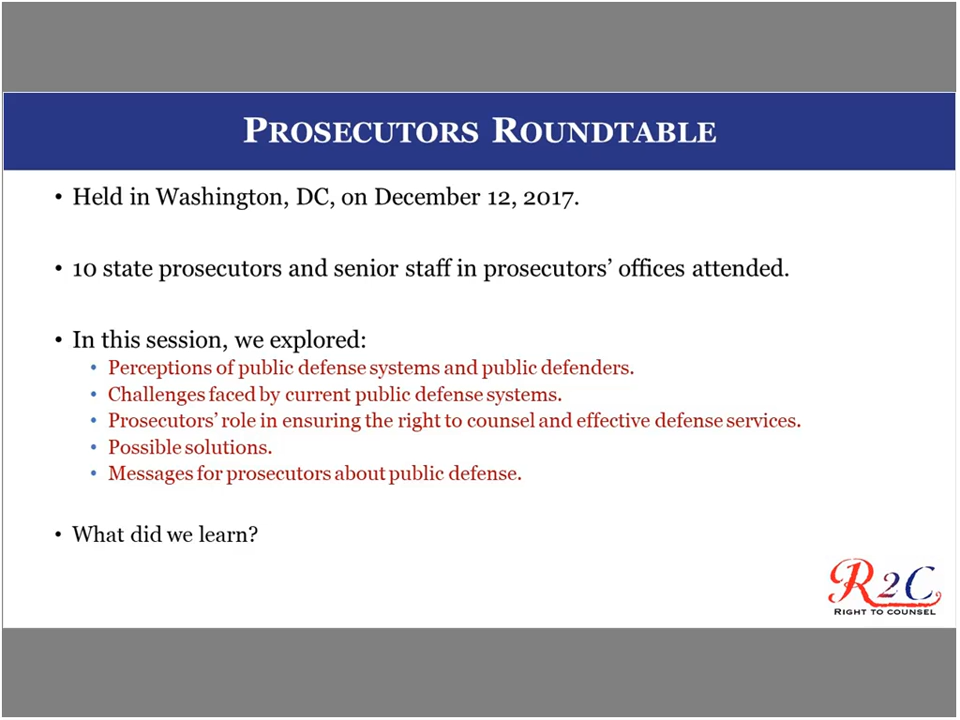 PROSECUTORS ROUNDTABLE
• Held in Washington, DC, on December 12, 2017.
• 10 state prosecutors and senior staff in prosecutors’ offices attended.
• In this session, we explored:
• Perceptions of public defense systems and public defenders.
• Challenges faced by current public defense systems.
• Prosecutors’ role in ensuring the right to counsel and effective defense services.
• Possible solutions.
• Messages for prosecutors about public defense.
• What did we learn?
R2C
RIGHT TO COUNSEL